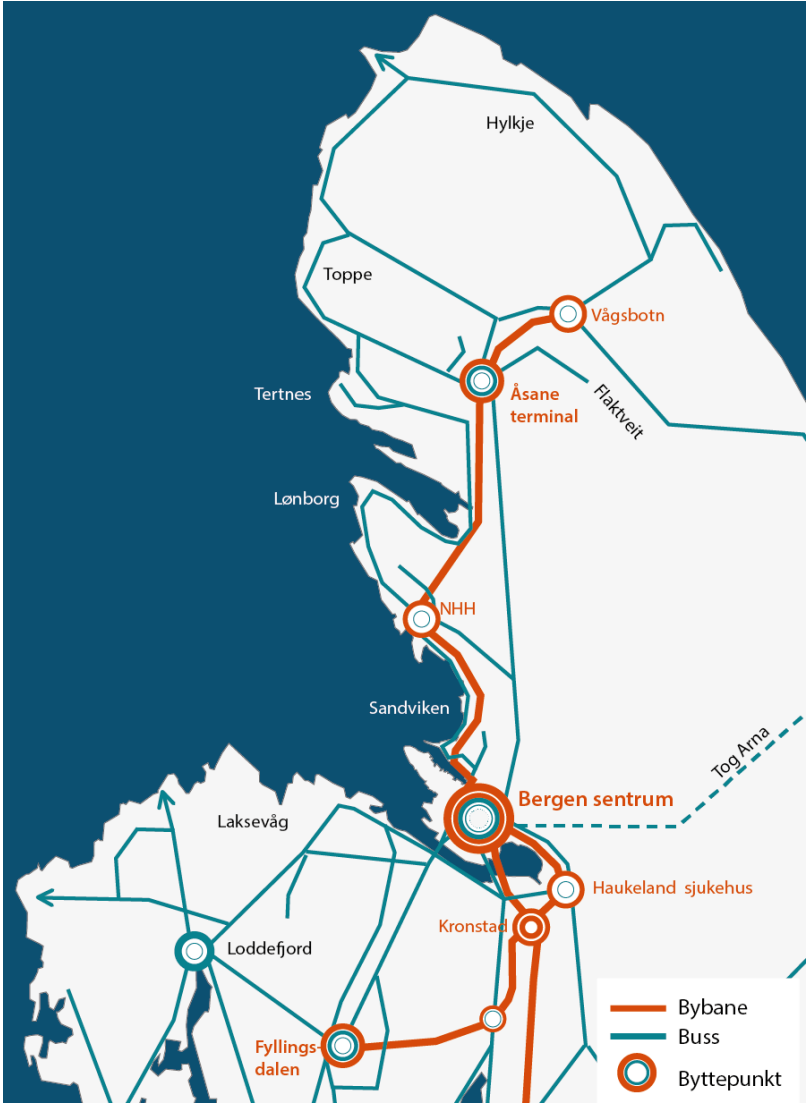 Hylkje
Toppe
Vågsbotn
Tertnes
Åsane
terminal
Flaktveit
Lønborg
NHH
Sandviken
Tog Arna
Bergen sentrum
Laksevåg
Haukeland sjukehus
Kronstad
Loddefjord
Fyllings-
dalen
Bybane
Buss
Byttepunkt